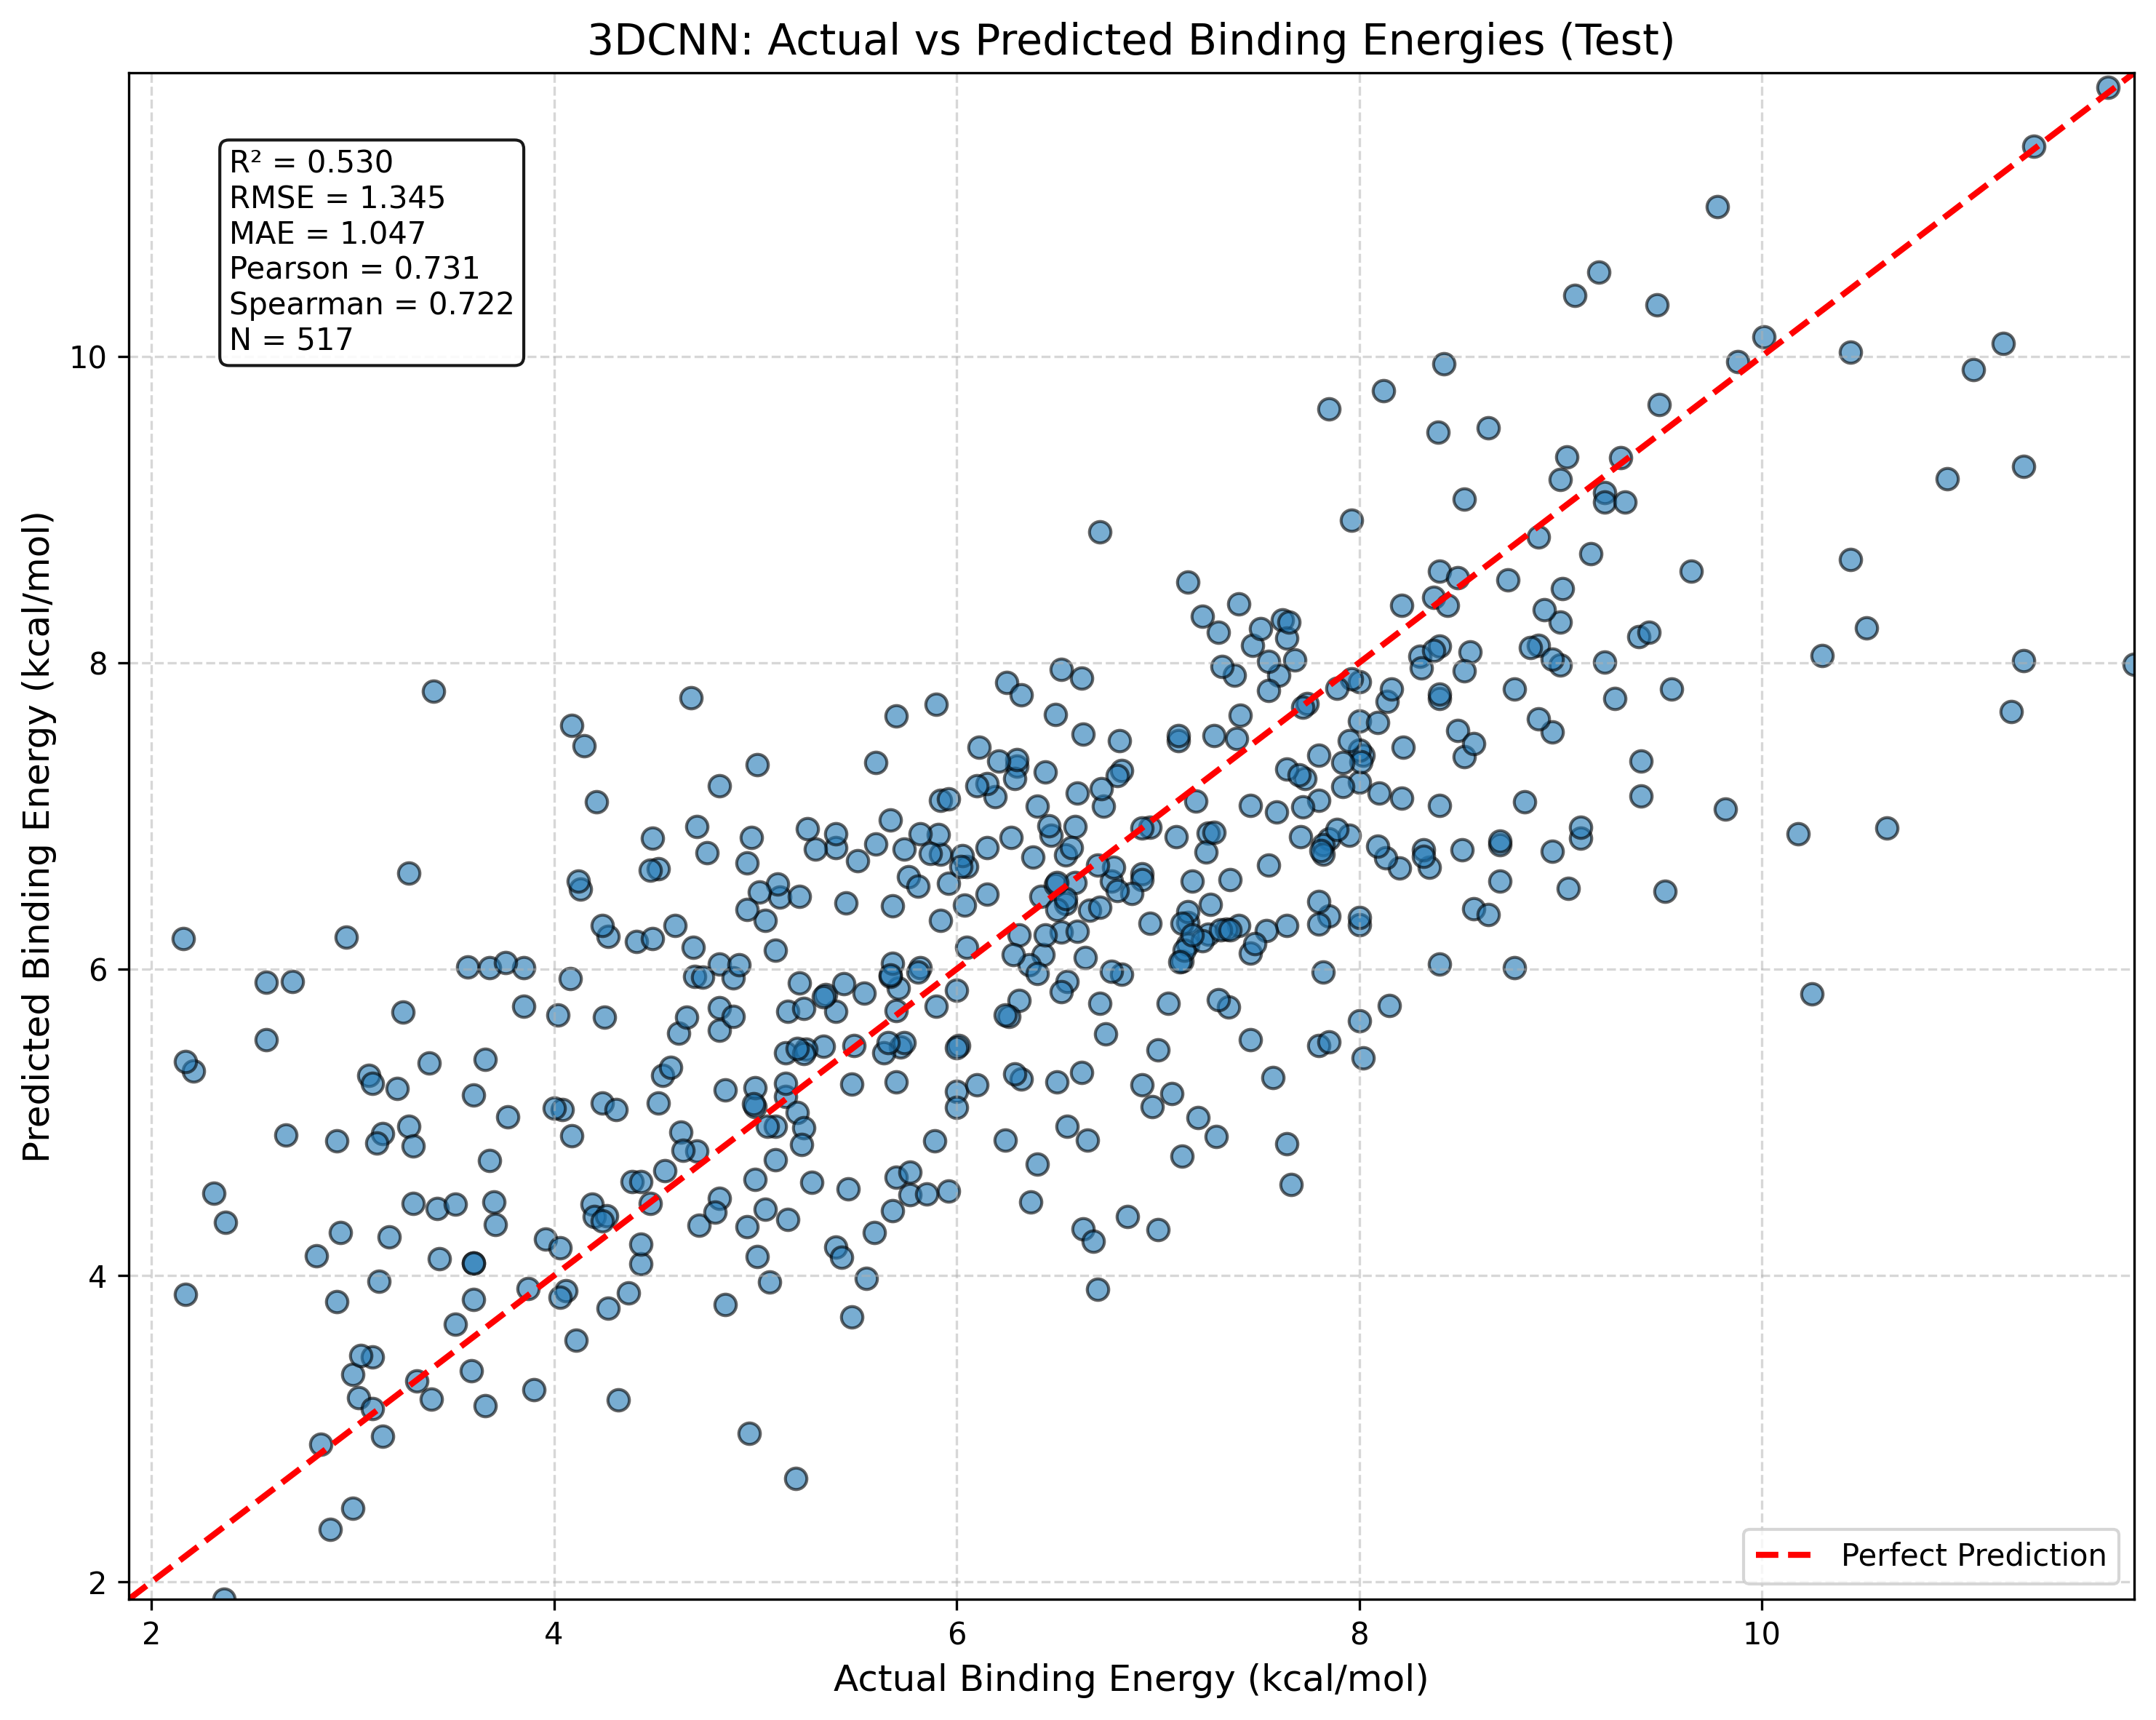 3DCNN: Actual vs Predicted Binding Energies (Test)
R² = 0.530
RMSE = 1.345
MAE = 1.047
Pearson = 0.731
Spearman = 0.722
N = 517
Predicted Binding Energy (kcal/mol)
10
8
6
4
2
Perfect Prediction
2 4 6 8 10
Actual Binding Energy (kcal/mol)